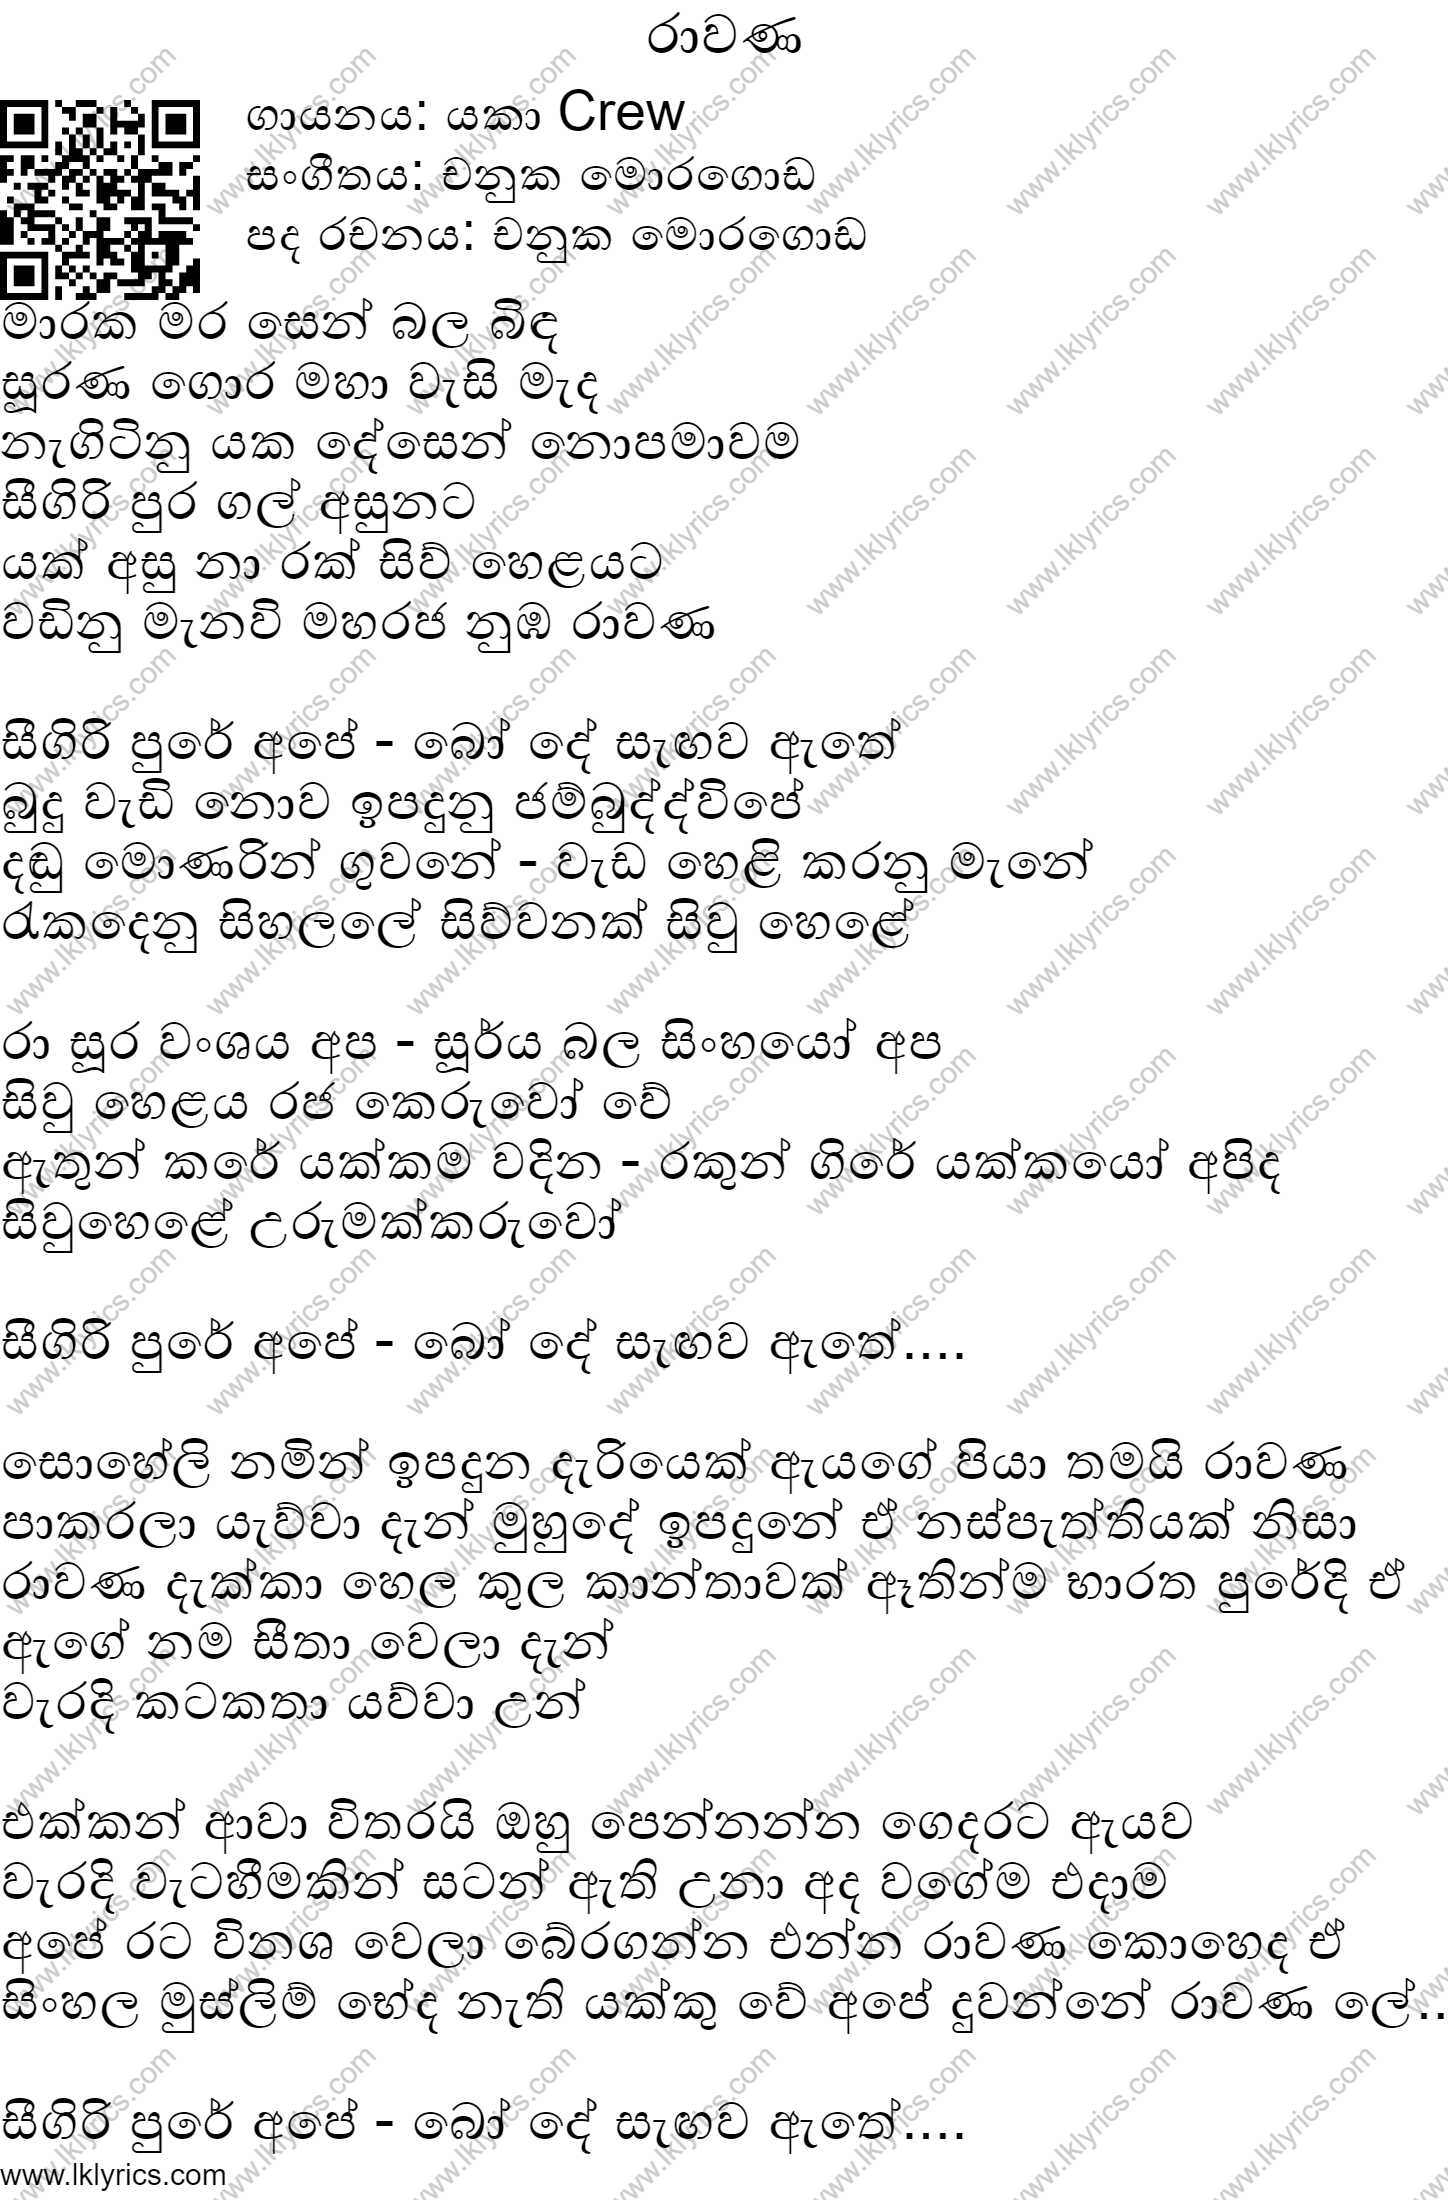 රාවණ
ගායනය: යකා Crew
සංගීතය: චනුක මොරගොඩ
පද රචනය: චනුක මොරගොඩ
මාරක මර සෙන් බල බිඳ
සූරණ ගොර මහා වැසි මැද
නැගිටිනු යක දේසෙන් නොපමාවම
සීගිරි පුර ගල් අසුනට
යක් අසු නා රක් සිව් හෙළයට
වඩිනු මැනවි මහරජ නුඹ රාවණ
සීගිරි පුරේ අපේ - බෝ දේ සැඟව ඇතේ
බුදු වැඩි නොව ඉපදුනු ජම්බුද්ද්විපේ
දඬු මොණරින් ගුවනේ - වැඩ හෙළි කරනු මැනේ
රැකදෙනු සිහලලේ සිව්වනක් සිවු හෙළේ
රා සූර වංශය අප - සූර්ය බල සිංහයෝ අප
සිවු හෙළය රජ කෙරුවෝ වේ
ඇතුන් කරේ යක්කම වදින - රකුන් ගිරේ යක්කයෝ අපිද
සිවුහෙළේ උරුමක්කරුවෝ
සීගිරි පුරේ අපේ - බෝ දේ සැඟව ඇතේ....
සොහේලි නමින් ඉපදුන දැරියෙක් ඇයගේ පියා තමයි රාවණ
පාකරලා යැව්වා දැන් මුහුදේ ඉපදුනේ ඒ නස්පැත්තියක් නිසා
රාවණ දැක්කා හෙල කුල කාන්තාවක් ඈතින්ම භාරත පුරේදි ඒ
ඇගේ නම සීතා වෙලා දැන්
වැරදි කටකතා යව්වා උන්
එක්කන් ආවා විතරයි ඔහු පෙන්නන්න ගෙදරට ඇයව
වැරදි වැටහීමකින් සටන් ඇති උනා අද වගේම එදාම
අපේ රට විනශ වෙලා බේරගන්න එන්න රාවණ කොහෙද ඒ
සිංහල මුස්ලිම් භේද නැති යක්කු වේ අපේ දුවන්නේ රාවණ ලේ..
සීගිරි පුරේ අපේ - බෝ දේ සැඟව ඇතේ....
www.lklyrics.com